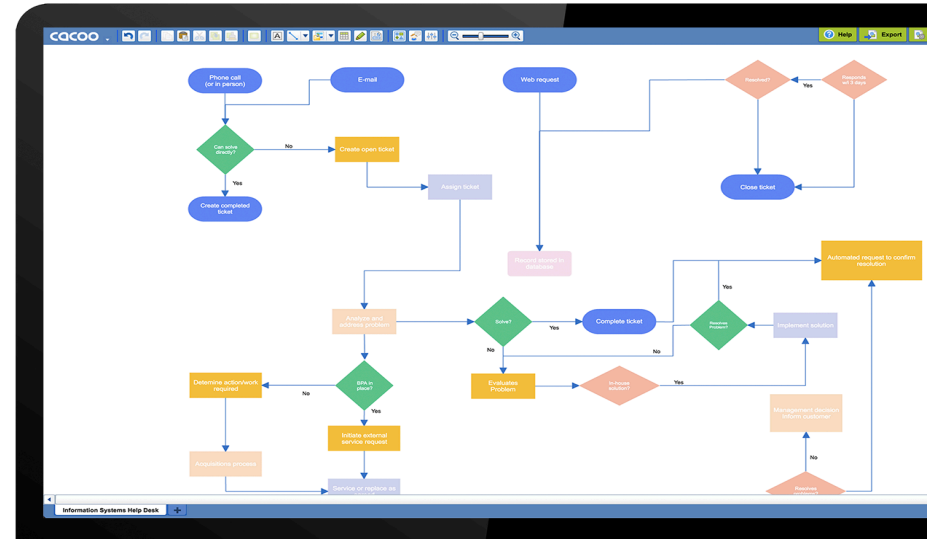 cacoo
Help
Export
Phone call
(or in person)
E-mail
Web request
Resolved?
Yes
Responds
wit 5 days
Can solve
directly?
No
Create open ticket
Yes
Assign ticket
Close ticket
Create completed
ticket
Record stored in
database
Automated request to confirm
resolution
Yes
Analyze and
address problem
Solve?
Yes
Complete ticket
Resolves
Problem?
Implement solution
No
No
BPA in
place?
Determine action/work
required
No
Evaluates
Problem
In-house
solution?
Yes
Yes
Management decision
Inform customer
Initiate external
service request
Acquisitions process
No
Service or replace as
Resolves
Information Systems Help Desk